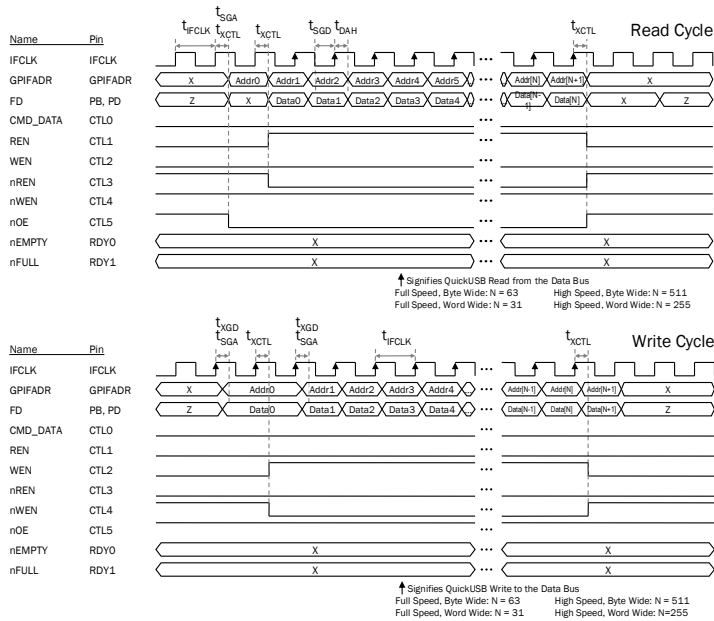 Read Cycle
tIFCLK tSGA tXCTL tXCTL tSGD tDAH tXCTL
Name Pin
IFCLK IFCLK ...
GPIFADR GPIFADR X Addr0 Addr1 Addr2 Addr3 Addr4 Addr5 ... Addr[N] Addr[N+1] X
FD PB, PD Z X Data0 Data1 Data2 Data3 Data4 ... Data[N-1] Data[N] X Z
CMD_DATA CTL0 ...
REN CTL1 ...
WEN CTL2 ...
nREN CTL3 ...
nWEN CTL4 ...
nOE CTL5 ...
nEMPTY RDY0 X ... X
nFULL RDY1 X ... X
Signifies QuickUSB Read from the Data Bus
Full Speed, Byte Wide: N = 63 High Speed, Byte Wide: N = 511
Full Speed, Word Wide: N = 31 High Speed, Word Wide: N = 255
Write Cycle
tXGD tSGA tXCTL tXGD tSGA tIFCLK tXCTL
Name Pin
IFCLK IFCLK ...
GPIFADR GPIFADR X Addr0 Addr1 Addr2 Addr3 Addr4 ... Addr[N-1] Addr[N] Addr[N+1] X
FD PB, PD Z Data0 Data1 Data2 Data3 Data4 ... Data[N-1] Data[N] Data[N+1] Z
CMD_DATA CTL0 ...
REN CTL1 ...
WEN CTL2 ...
nREN CTL3 ...
nWEN CTL4 ...
nOE CTL5 ...
nEMPTY RDY0 X ... X
nFULL RDY1 X ... X
Signifies QuickUSB Write to the Data Bus
Full Speed, Byte Wide: N = 63 High Speed, Byte Wide: N = 511
Full Speed, Word Wide: N = 31 High Speed, Word Wide: N=255